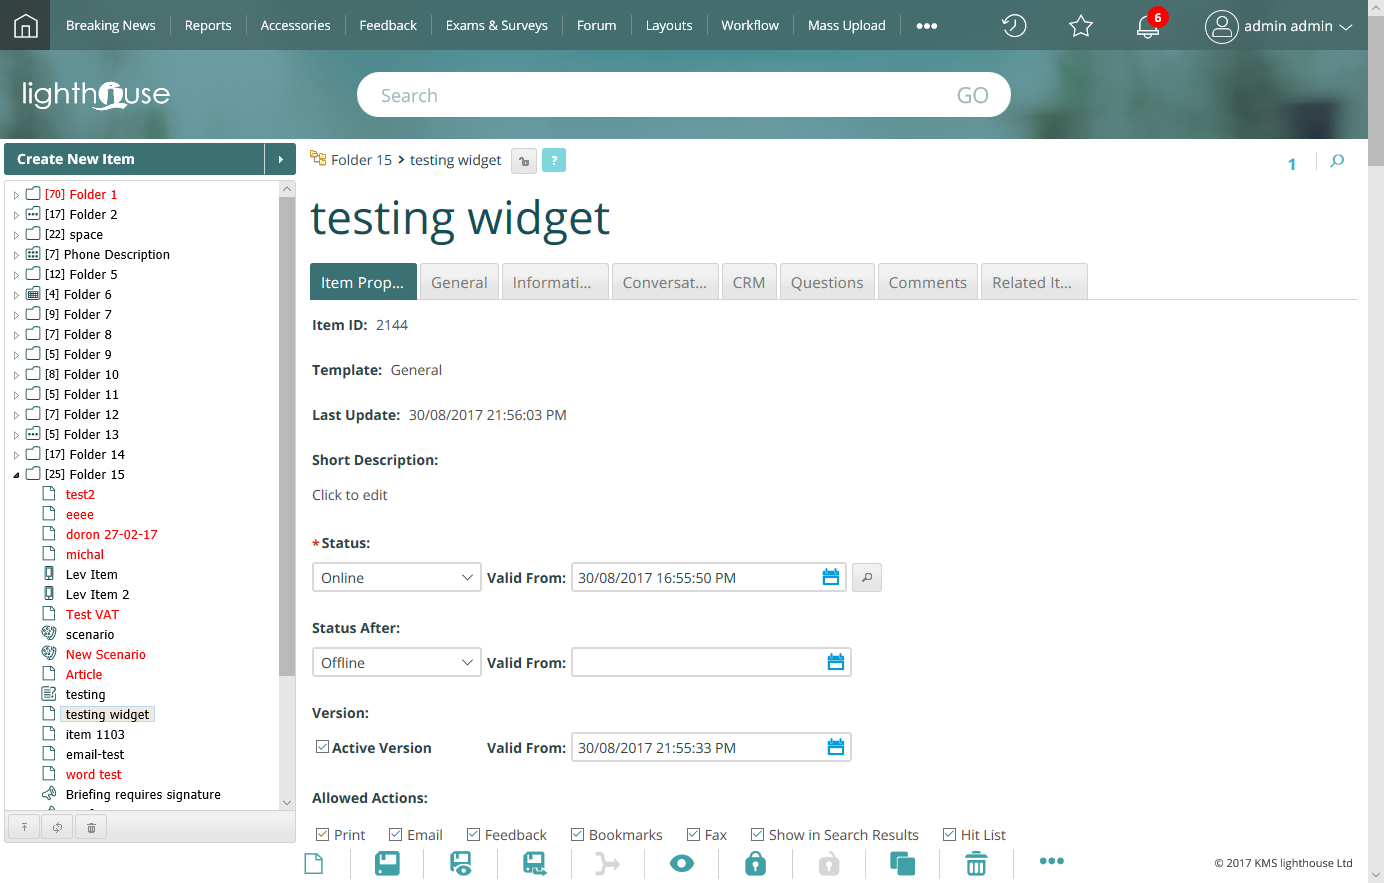 Breaking News Reports Accessories Feedback Exams & Surveys Forum Layouts Workflow Mass Upload ••• 6 admin admin
lighthouse Search GO
Create New Item
[70] Folder 1
[17] Folder 2
[22] space
[7] Phone Description
[12] Folder 5
[4] Folder 6
[9] Folder 7
[7] Folder 8
[5] Folder 9
[8] Folder 10
[5] Folder 11
[7] Folder 12
[5] Folder 13
[17] Folder 14
[25] Folder 15
test2
eeee
doron 27-02-17
michal
Lev Item
Lev Item 2
Test VAT
scenario
New Scenario
Article
testing
testing widget
item 1103
email-test
word test
Briefing requires signature
Folder 15 > testing widget ? 1
testing widget
Item Prop... General Informati... Conversat... CRM Questions Comments Related It...
Item ID: 2144
Template: General
Last Update: 30/08/2017 21:56:03 PM
Short Description:
Click to edit
*Status:
Online Valid From: 30/08/2017 16:55:50 PM
Status After:
Offline Valid From:
Version:
Active Version Valid From: 30/08/2017 21:55:33 PM
Allowed Actions:
Print Email Feedback Bookmarks Fax Show in Search Results Hit List
••• © 2017 KMS lighthouse Ltd